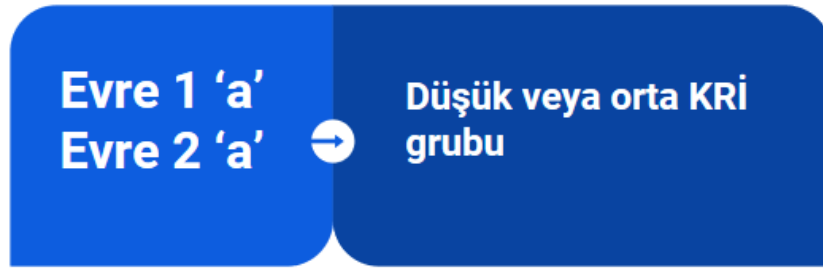 Evre 1 ‘a’
Evre 2 ‘a’
Düşük veya orta KRİ
grubu